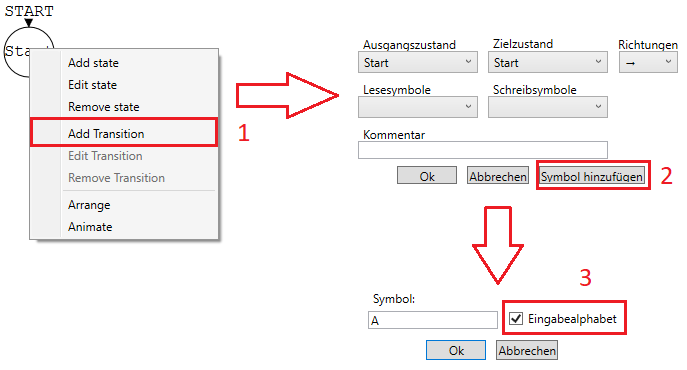 START
Start
Add state
Edit state
Remove state
Add Transition
Edit Transition
Remove Transition
Arrange
Animate
1
Ausgangszustand Zielzustand Richtungen
Start Start →
Lesesymbole Schreibsymbole
Kommentar
Ok Abbrechen Symbol hinzufügen
2
3
Symbol:
A Eingabealphabet
Ok Abbrechen